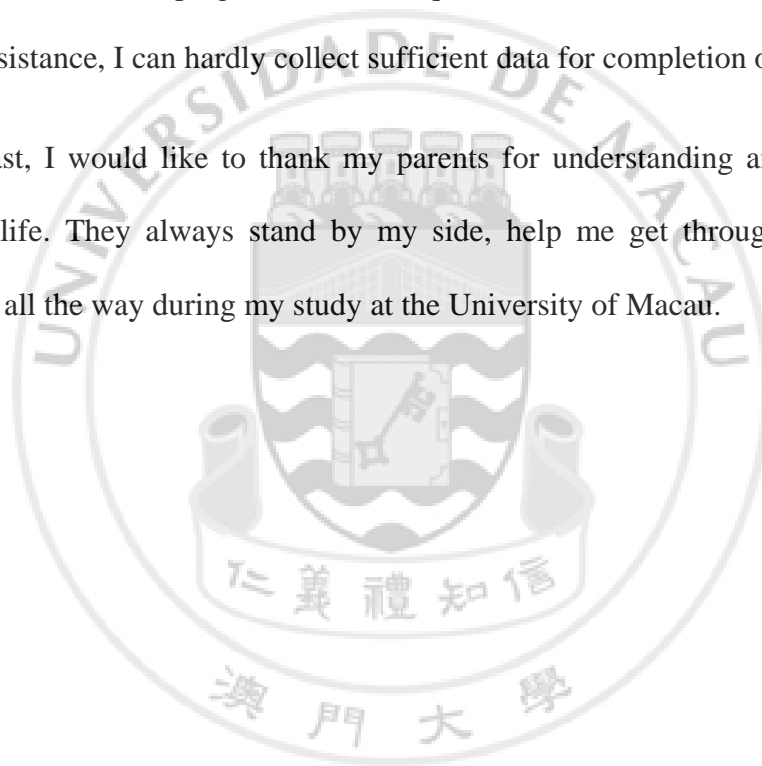 sistance, I can hardly collect sufficient data for completion o
ast, I would like to thank my parents for understanding a
life. They always stand by my side, help me get throug
all the way during my study at the University of Macau.
UNIVERSIDADE DE MACAU
仁義禮知信
澳門大學